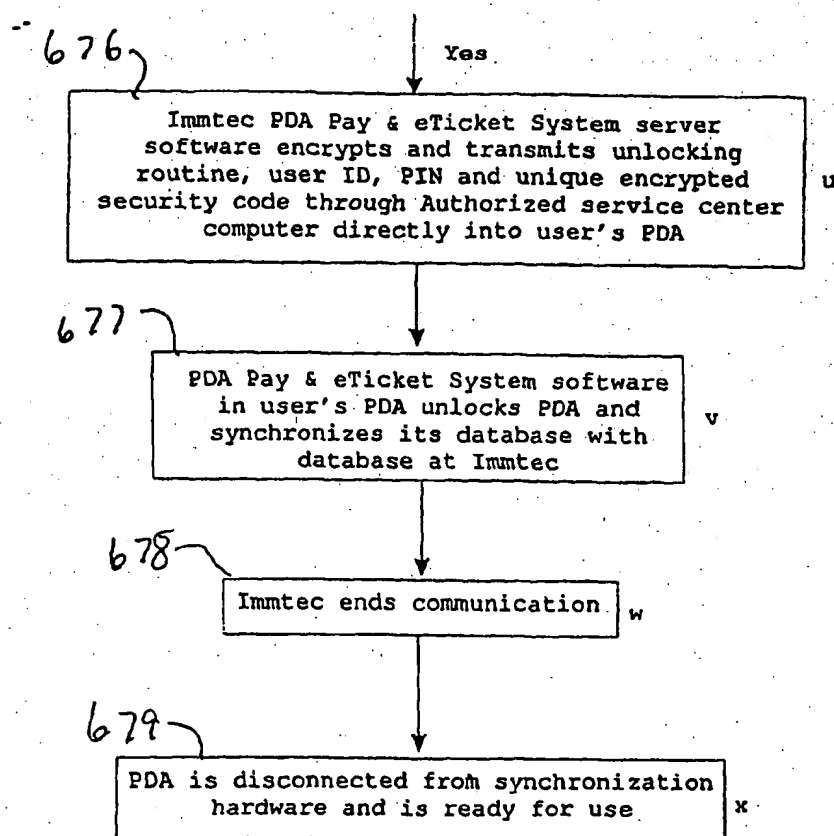 676
Yes
Immtec PDA Pay & eTicket System server
software encrypts and transmits unlocking
routine, user ID, PIN and unique encrypted
security code through Authorized service center
computer directly into user's PDA
u
677
PDA Pay & eTicket System software
in user's PDA unlocks PDA and
synchronizes its database with
database at Immtec
v
678
Immtec ends communication
w
679
PDA is disconnected from synchronization
hardware and is ready for use
x